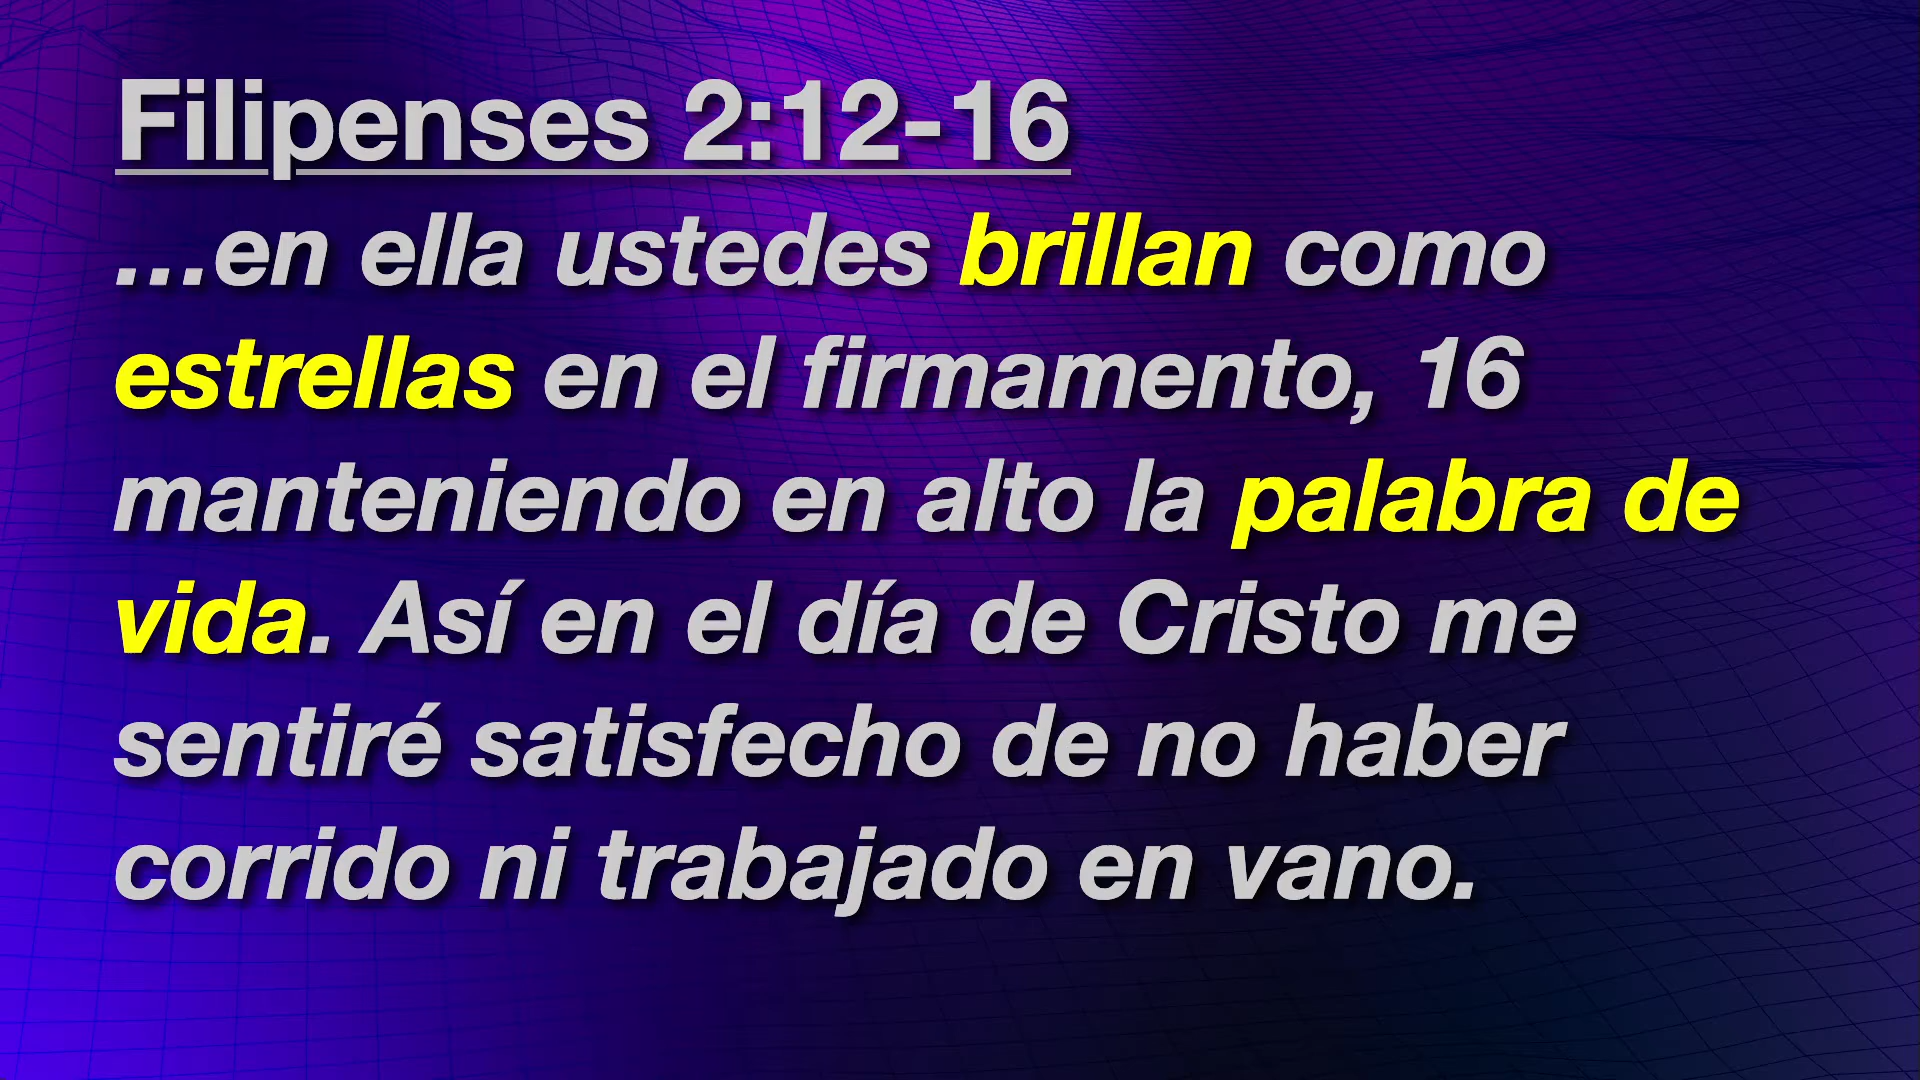 Filipenses 2:12-16
…en ella ustedes brillan como
estrellas en el firmamento, 16
manteniendo en alto la palabra de
vida. Así en el día de Cristo me
sentiré satisfecho de no haber
corrido ni trabajado en vano.